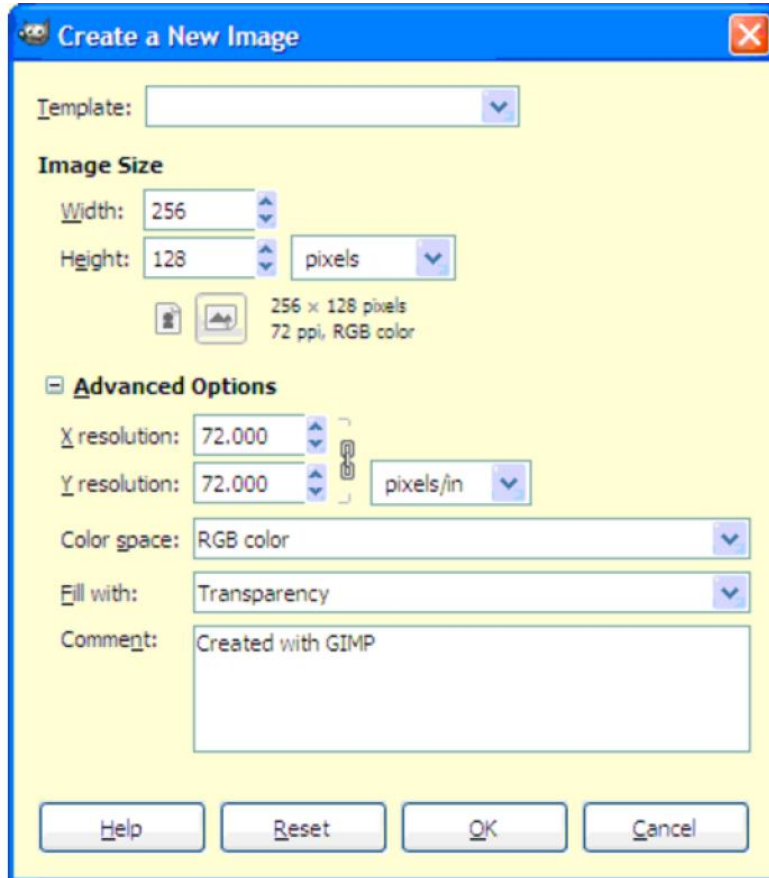 Create a New Image
Template:
Image Size
Width: 256
Height: 128 pixels
256 × 128 pixels
72 ppi, RGB color
Advanced Options
X resolution: 72.000
Y resolution: 72.000 pixels/in
Color space: RGB color
Fill with: Transparency
Comment: Created with GIMP
Help Reset OK Cancel